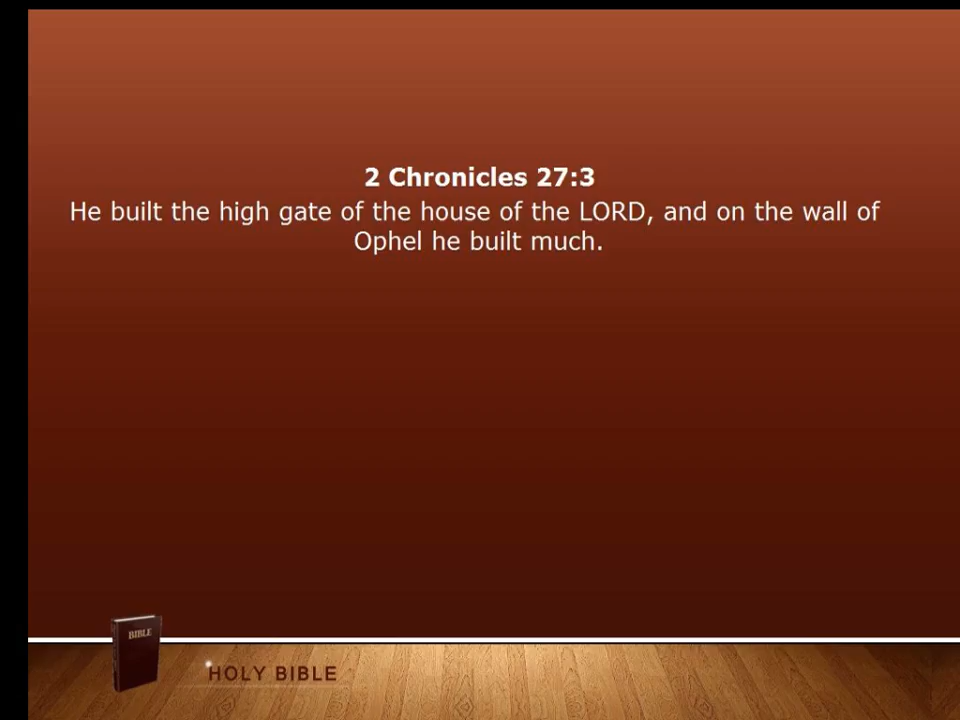 2 Chronicles 27:3
He built the high gate of the house of the LORD, and on the wall of
Ophel he built much.
BIBLE
HOLY BIBLE